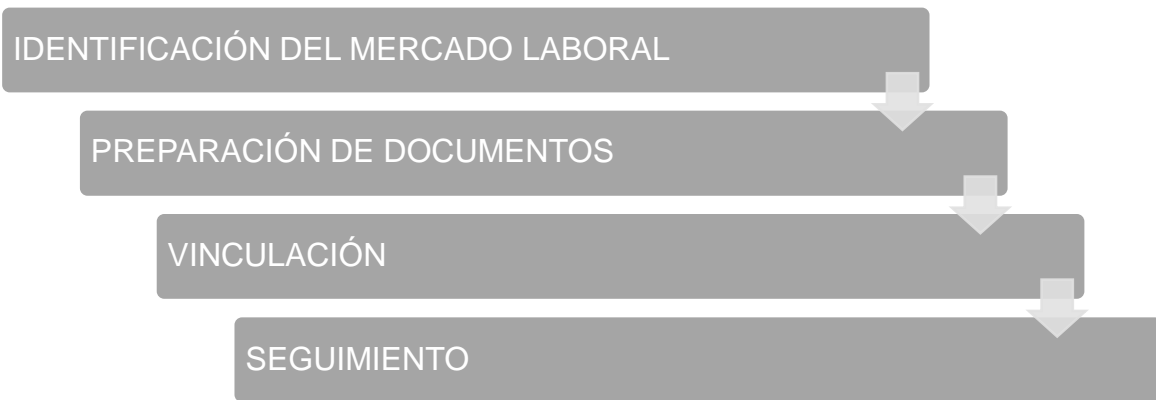 IDENTIFICACIÓN DEL MERCADO LABORAL
PREPARACIÓN DE DOCUMENTOS
VINCULACIÓN
SEGUIMIENTO